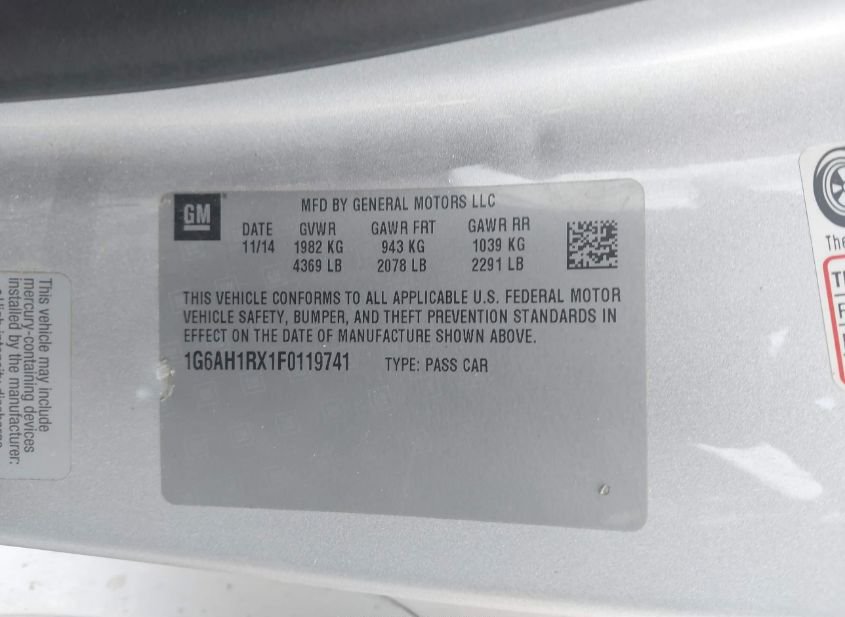 GM
MFD BY GENERAL MOTORS LLC
DATE GVWR GAWR FRT GAWR RR
11/14 1982 KG 943 KG 1039 KG
4369 LB 2078 LB 2291 LB
THIS VEHICLE CONFORMS TO ALL APPLICABLE U.S. FEDERAL MOTOR
VEHICLE SAFETY, BUMPER, AND THEFT PREVENTION STANDARDS IN
EFFECT ON THE DATE OF MANUFACTURE SHOWN ABOVE.
1G6AH1RX1F0119741 TYPE: PASS CAR
This vehicle may include
mercury-containing devices
installed by the manufacturer:
The